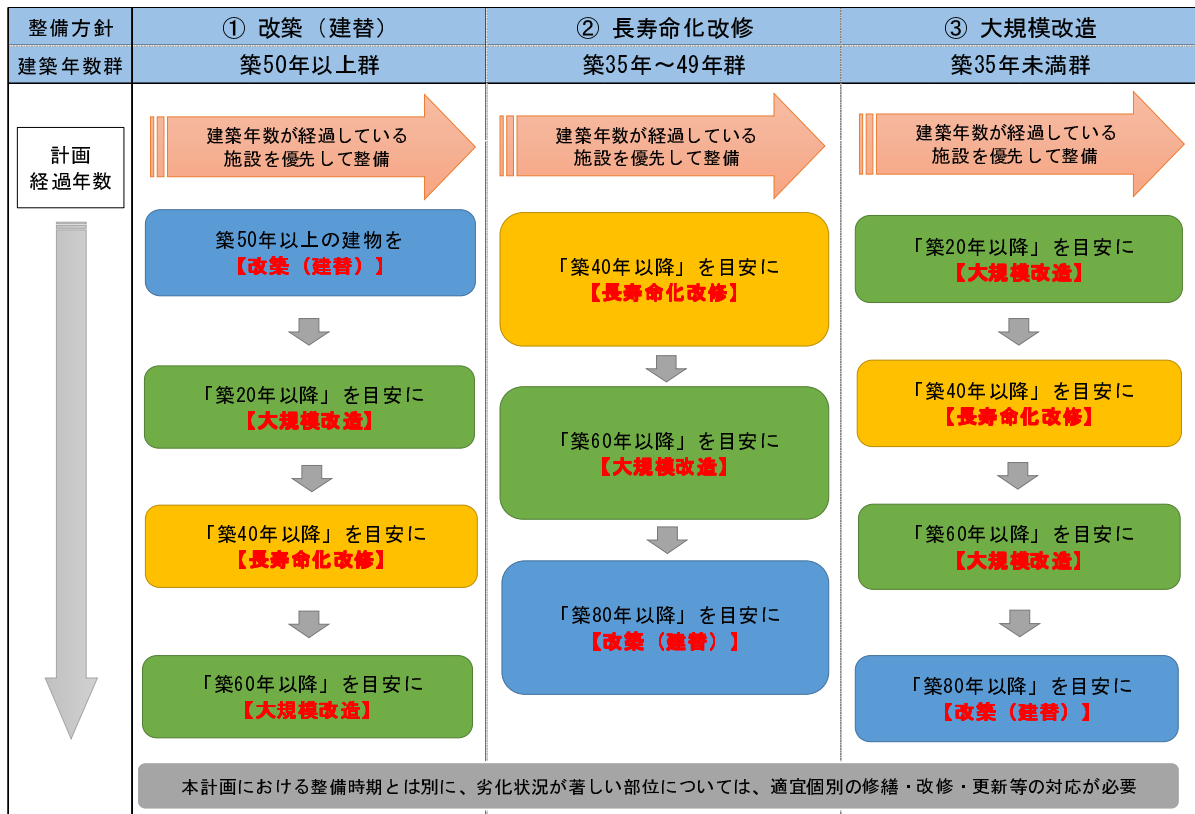 整備方針
① 改築（建替）
② 長寿命化改修
③ 大規模改造
建築年数群
築50年以上群
築35年～49年群
築35年未満群
計画
経過年数
建築年数が経過している
施設を優先して整備
建築年数が経過している
施設を優先して整備
建築年数が経過している
施設を優先して整備
築50年以上の建物を
【改築（建替）】
「築20年以降」を目安に
【大規模改造】
「築40年以降」を目安に
【長寿命化改修】
「築60年以降」を目安に
【大規模改造】
「築40年以降」を目安に
【長寿命化改修】
「築60年以降」を目安に
【大規模改造】
「築80年以降」を目安に
【改築（建替）】
「築20年以降」を目安に
【大規模改造】
「築40年以降」を目安に
【長寿命化改修】
「築60年以降」を目安に
【大規模改造】
「築80年以降」を目安に
【改築（建替）】
本計画における整備時期とは別に、劣化状況が著しい部位については、適宜個別の修繕・改修・更新等の対応が必要